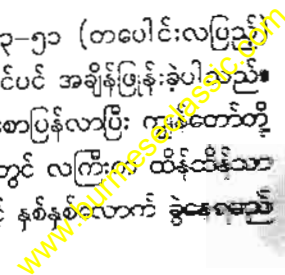 ၃-၅၁ (တပေါင်းလပြည့်)
င်ပင် အချိန်ဖြုန်းခဲ့ပါသည်။
းစာပြန်လာပြီး ကျွန်တော်တို့
တွင် လကြီးက ထိန်ထိန်သာ
နှစ်နှစ်လောက် ခွဲနေရမည်
www.burmeseclassic.com